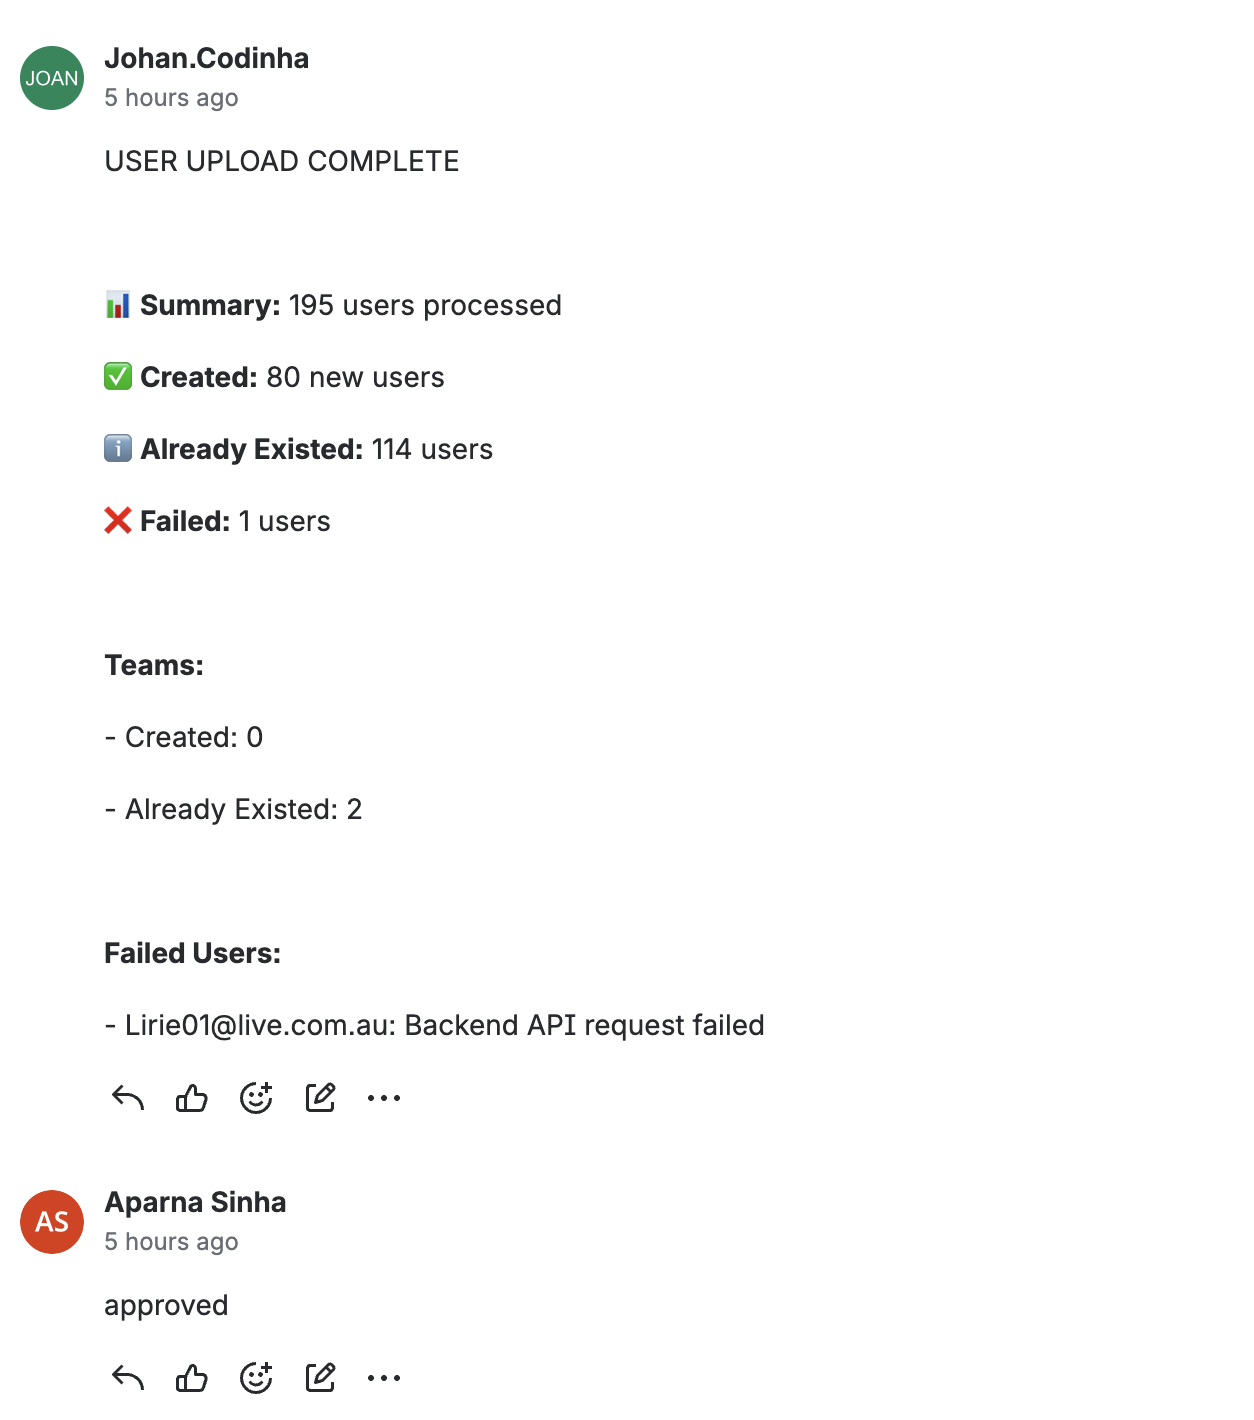 JOAN
Johan.Codinha
5 hours ago
USER UPLOAD COMPLETE
📊 Summary: 195 users processed
✅ Created: 80 new users
ℹ️ Already Existed: 114 users
❌ Failed: 1 users
Teams:
- Created: 0
- Already Existed: 2
Failed Users:
- Lirie01@live.com.au: Backend API request failed
AS
Aparna Sinha
5 hours ago
approved